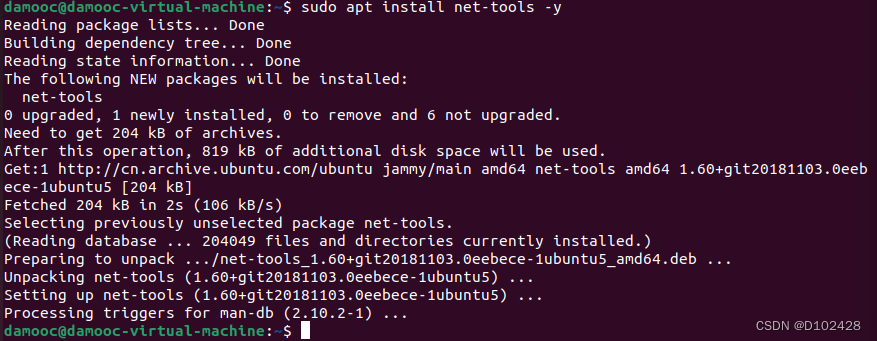 damooc@damooc-virtual-machine:~$ sudo apt install net-tools -y
Reading package lists... Done
Building dependency tree... Done
Reading state information... Done
The following NEW packages will be installed:
  net-tools
0 upgraded, 1 newly installed, 0 to remove and 6 not upgraded.
Need to get 204 kB of archives.
After this operation, 819 kB of additional disk space will be used.
Get:1 http://cn.archive.ubuntu.com/ubuntu jammy/main amd64 net-tools amd64 1.60+git20181103.0eeb
ece-1ubuntu5 [204 kB]
Fetched 204 kB in 2s (106 kB/s)
Selecting previously unselected package net-tools.
(Reading database ... 204049 files and directories currently installed.)
Preparing to unpack .../net-tools_1.60+git20181103.0eebece-1ubuntu5_amd64.deb ...
Unpacking net-tools (1.60+git20181103.0eebece-1ubuntu5) ...
Setting up net-tools (1.60+git20181103.0eebece-1ubuntu5) ...
Processing triggers for man-db (2.10.2-1) ...
damooc@damooc-virtual-machine:~$
CSDN @D102428